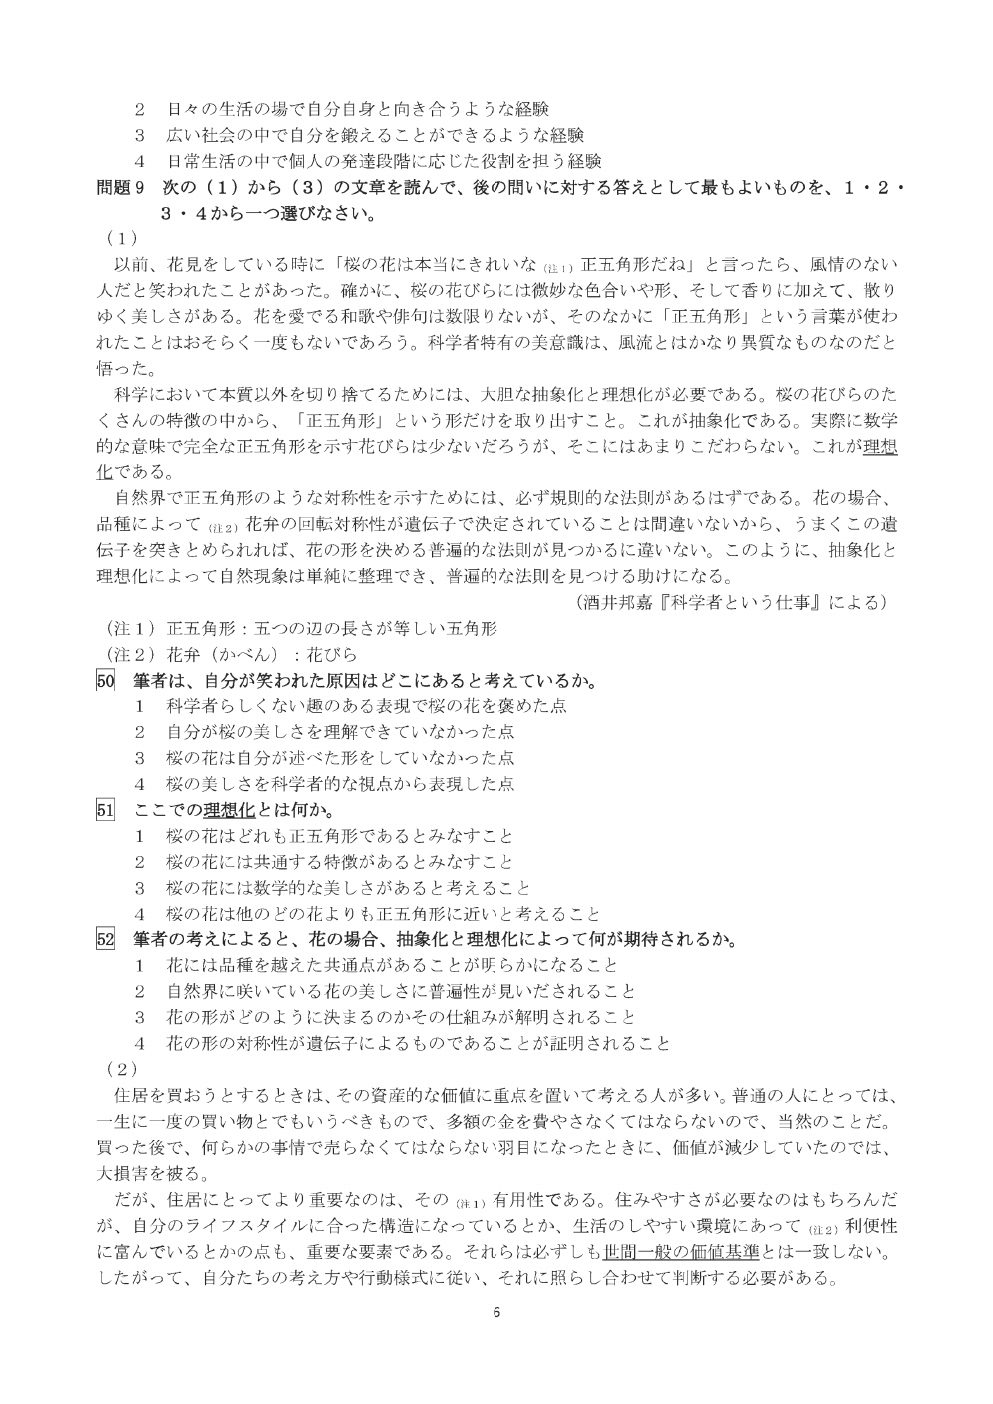 2　日々の生活の場で自分自身と向き合うような経験
3　広い社会の中で自分を鍛えることができるような経験
4　日常生活の中で個人の発達段階に応じた役割を担う経験
問題9　次の（1）から（3）の文章を読んで、後の問いに対する答えとして最もよいものを、1・2・
3・4から一つ選びなさい。
（1）
以前、花見をしている時に「桜の花は本当にきれいな（注1）正五角形だね」と言ったら、風情のない
人だと笑われたことがあった。確かに、桜の花びらには微妙な色合いや形、そして香りに加えて、散り
ゆく美しさがある。花を愛でる和歌や俳句は数限りないが、そのなかに「正五角形」という言葉が使わ
れたことはおそらく一度もないであろう。科学者特有の美意識は、風流とはかなり異質なものなのだと
悟った。
科学において本質以外を切り捨てるためには、大胆な抽象化と理想化が必要である。桜の花びらのた
くさんの特徴の中から、「正五角形」という形だけを取り出すこと。これが抽象化である。実際に数学
的な意味で完全な正五角形を示す花びらは少ないだろうが、そこにはあまりこだわらない。これが理想
化である。
自然界で正五角形のような対称性を示すためには、必ず規則的な法則があるはずである。花の場合、
品種によって（注2）花弁の回転対称性が遺伝子で決定されていることは間違いないから、うまくこの遺
伝子を突きとめられれば、花の形を決める普遍的な法則が見つかるに違いない。このように、抽象化と
理想化によって自然現象は単純に整理でき、普遍的な法則を見つける助けになる。
（酒井邦嘉『科学者という仕事』による）
（注1）正五角形：五つの辺の長さが等しい五角形
（注2）花弁（かべん）：花びら
50　筆者は、自分が笑われた原因はどこにあると考えているか。
1　科学者らしくない趣のある表現で桜の花を褒めた点
2　自分が桜の美しさを理解できていなかった点
3　桜の花は自分が述べた形をしていなかった点
4　桜の美しさを科学者的な視点から表現した点
51　ここでの理想化とは何か。
1　桜の花はどれも正五角形であるとみなすこと
2　桜の花には共通する特徴があるとみなすこと
3　桜の花には数学的な美しさがあると考えること
4　桜の花は他のどの花よりも正五角形に近いと考えること
52　筆者の考えによると、花の場合、抽象化と理想化によって何が期待されるか。
1　花には品種を越えた共通点があることが明らかになること
2　自然界に咲いている花の美しさに普遍性が見いだされること
3　花の形がどのように決まるのかその仕組みが解明されること
4　花の形の対称性が遺伝子によるものであることが証明されること
（2）
住居を買おうとするときは、その資産的な価値に重点を置いて考える人が多い。普通の人にとっては、
一生に一度の買い物とでもいうべきもので、多額の金を費やさなくてはならないので、当然のことだ。
買った後で、何らかの事情で売らなくてはならない羽目になったときに、価値が減少していたのでは、
大損害を被る。
だが、住居にとってより重要なのは、その（注1）有用性である。住みやすさが必要なのはもちろんだ
が、自分のライフスタイルに合った構造になっているとか、生活のしやすい環境にあって（注2）利便性
に富んでいるとかの点も、重要な要素である。それらは必ずしも世間一般の価値基準とは一致しない。
したがって、自分たちの考え方や行動様式に従い、それに照らし合わせて判断する必要がある。
6